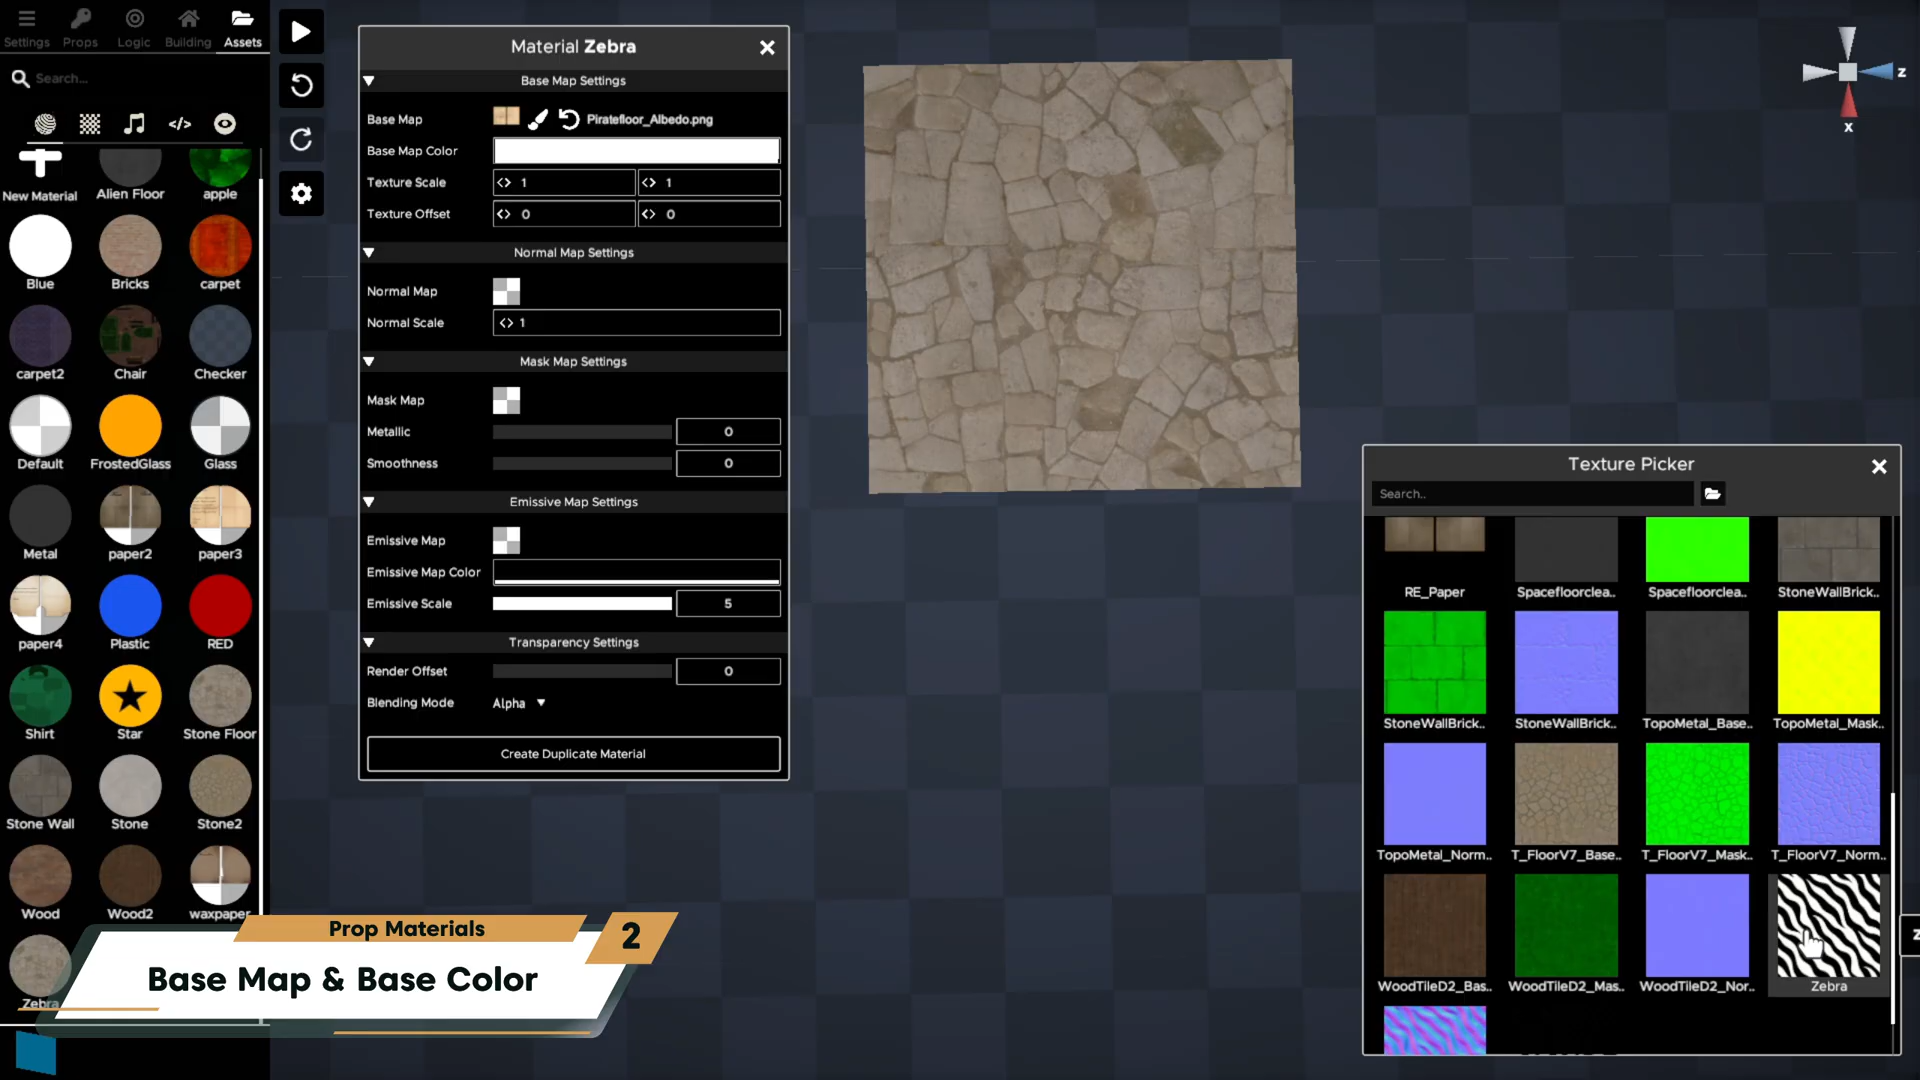 Settings
Props
Logic
Building
Assets
Search...
</>
New Material
Alien Floor
apple
Blue
Bricks
carpet
carpet2
Chair
Checker
Default
FrostedGlass
Glass
Metal
paper2
paper3
paper4
Plastic
RED
Shirt
Star
Stone Floor
Stone Wall
Stone
Stone2
Wood
Wood2
waxpaper
Zebra
Material Zebra
Base Map Settings
Base Map
Piratefloor_Albedo.png
Base Map Color
Texture Scale
<> 1
<> 1
Texture Offset
<> 0
<> 0
Normal Map Settings
Normal Map
Normal Scale
<> 1
Mask Map Settings
Mask Map
Metallic
0
Smoothness
0
Emissive Map Settings
Emissive Map
Emissive Map Color
Emissive Scale
5
Transparency Settings
Render Offset
0
Blending Mode
Alpha
Create Duplicate Material
z
x
Texture Picker
Search..
RE_Paper
Spacefloorclea..
Spacefloorclea..
StoneWallBrick..
StoneWallBrick..
StoneWallBrick..
TopoMetal_Base..
TopoMetal_Mask..
TopoMetal_Norm..
T_FloorV7_Base..
T_FloorV7_Mask..
T_FloorV7_Norm..
WoodTileD2_Bas..
WoodTileD2_Mas..
WoodTileD2_Nor..
Zebra
Prop Materials
2
Base Map & Base Color